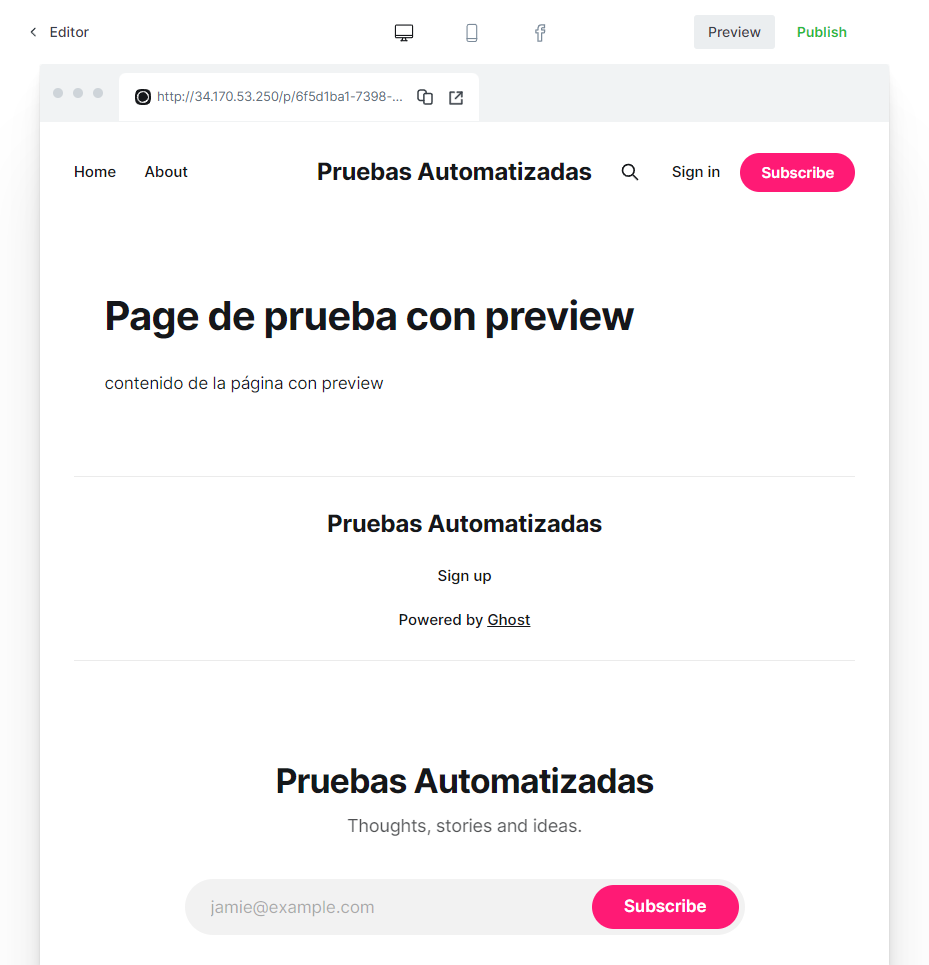 Editor
Preview
Publish
http://34.170.53.250/p/6f5d1ba1-7398-...
Home
About
Pruebas Automatizadas
Sign in
Subscribe
Page de prueba con preview
contenido de la página con preview
Pruebas Automatizadas
Sign up
Powered by Ghost
Pruebas Automatizadas
Thoughts, stories and ideas.
jamie@example.com
Subscribe